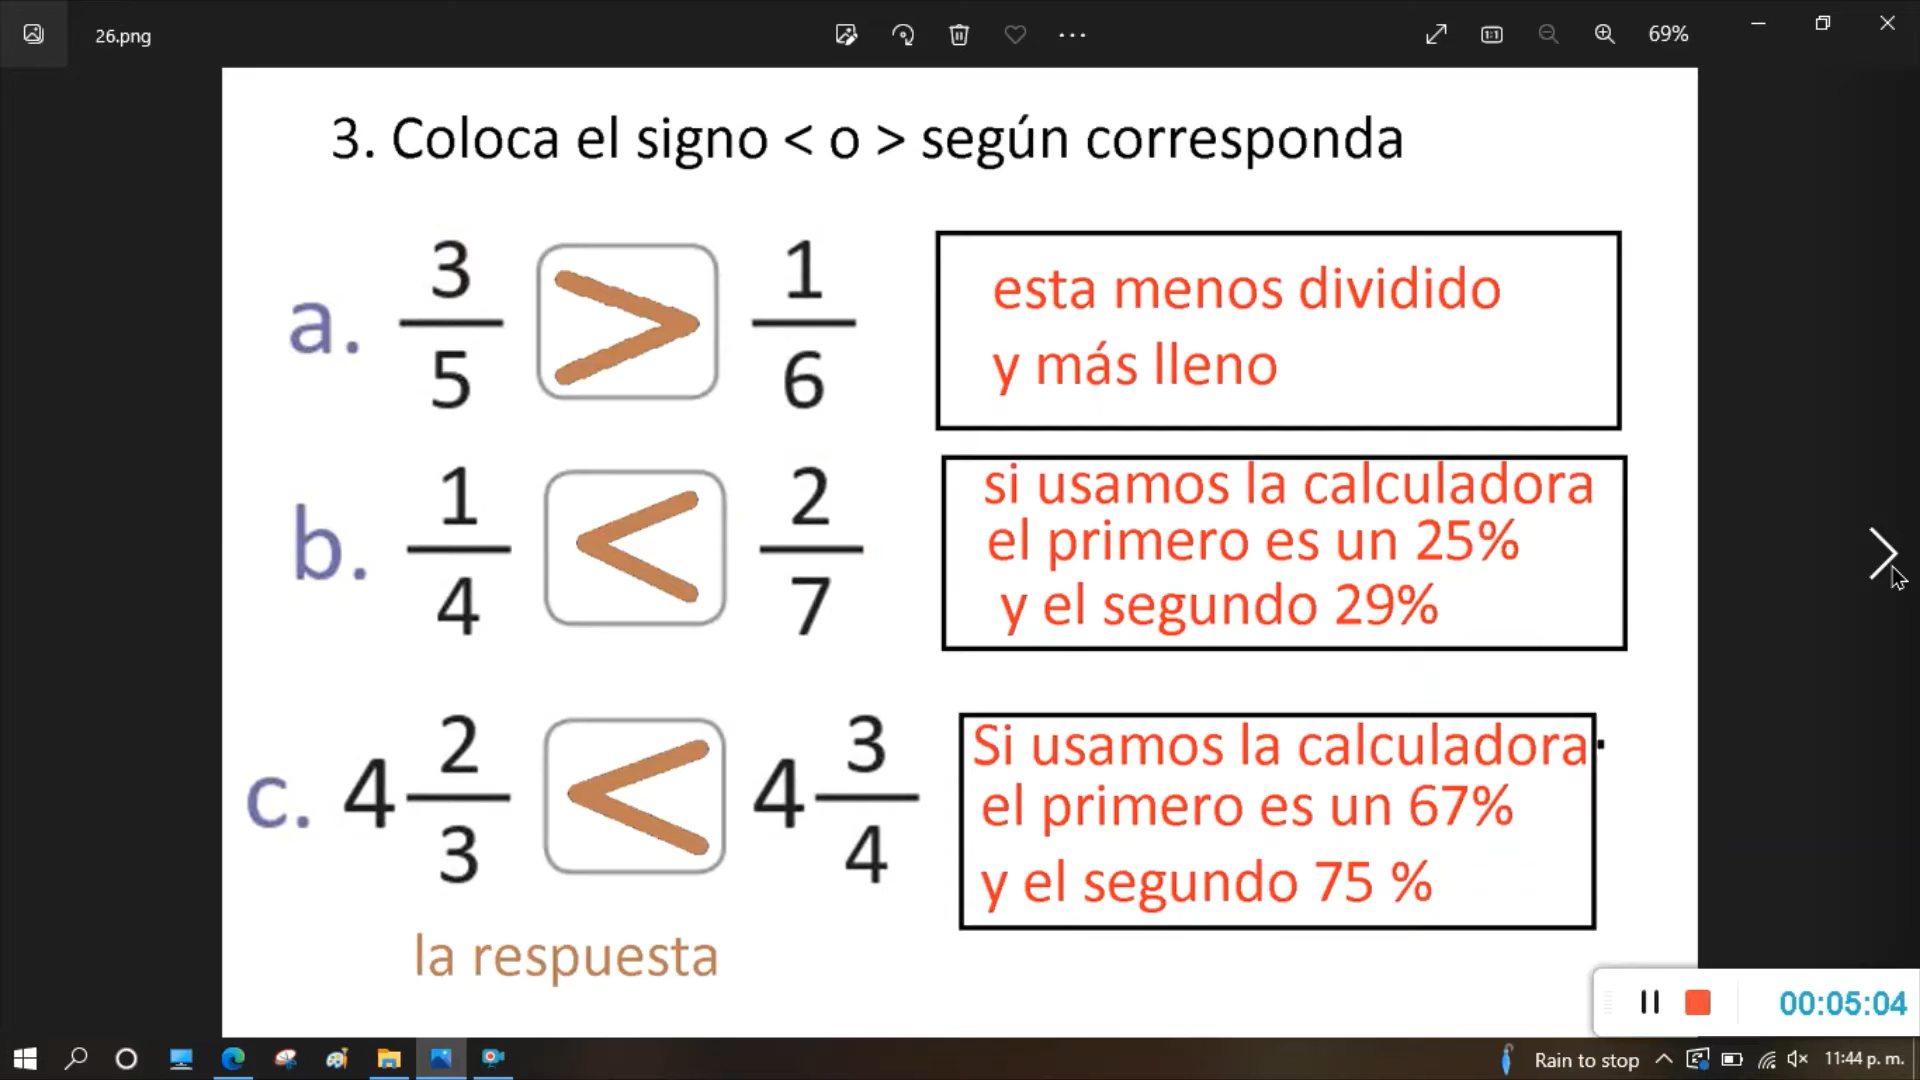 26.png
69%
3. Coloca el signo < o > según corresponda
a. 3/5 > 1/6
esta menos dividido
y más lleno
b. 1/4 < 2/7
si usamos la calculadora
el primero es un 25%
y el segundo 29%
c. 4 2/3 < 4 3/4
Si usamos la calculadora
el primero es un 67%
y el segundo 75 %
la respuesta
00:05:04
Rain to stop
11:44 p. m.